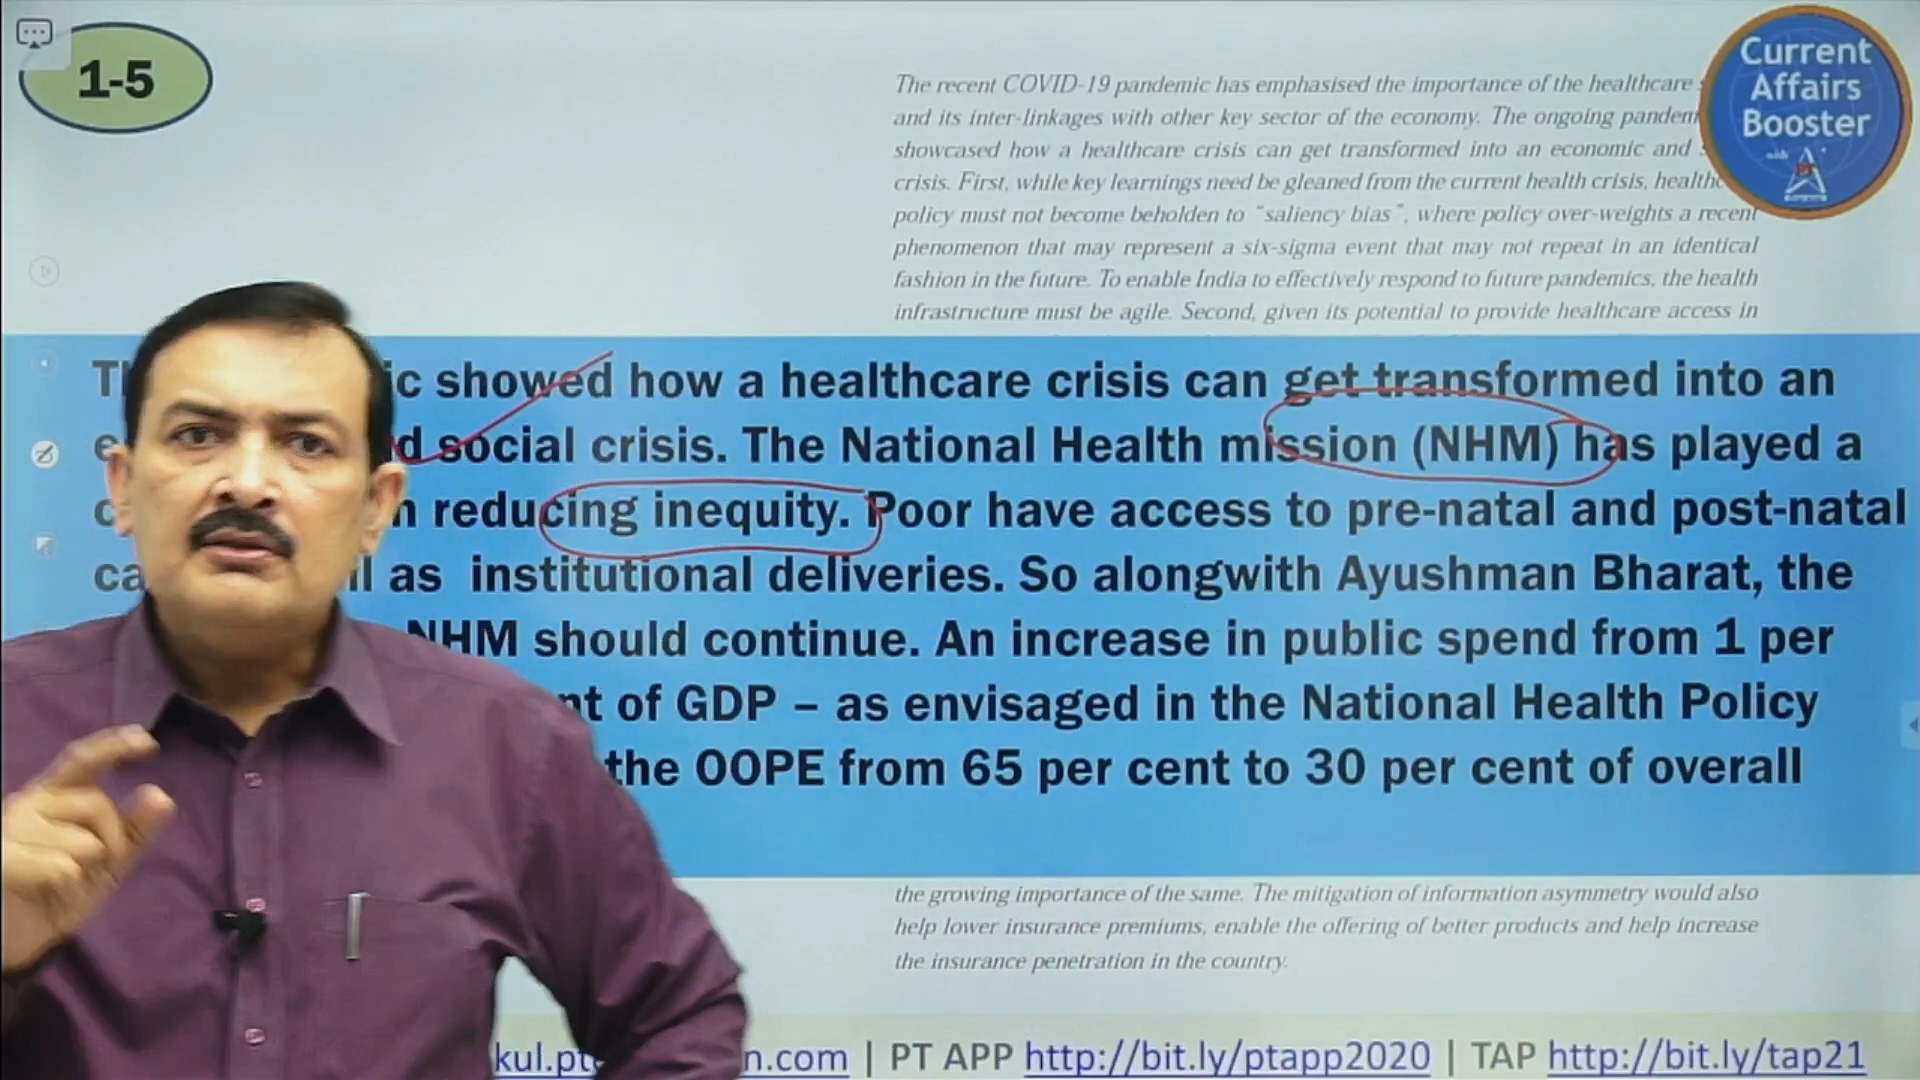 1-5
Current
Affairs
Booster
with
The recent COVID-19 pandemic has emphasised the importance of the healthcare
and its inter-linkages with other key sector of the economy. The ongoing
showcased how a healthcare crisis can get transformed into an economic and
crisis. First, while key learnings need be gleaned from the current health crisis,
policy must not become beholden to "saliency bias", where policy over-weights a recent
phenomenon that may represent a six-sigma event that may not repeat in an identical
fashion in the future. To enable India to effectively respond to future pandemics, the health
infrastructure must be agile. Second, given its potential to provide healthcare access in
showed how a healthcare crisis can get transformed into an
social crisis. The National Health mission (NHM) has played a
reducing inequity. Poor have access to pre-natal and post-natal
as institutional deliveries. So alongwith Ayushman Bharat, the
NHM should continue. An increase in public spend from 1 per
of GDP – as envisaged in the National Health Policy
the OOPE from 65 per cent to 30 per cent of overall
the growing importance of the same. The mitigation of information asymmetry would also
help lower insurance premiums, enable the offering of better products and help increase
the insurance penetration in the country.
| PT APP http://bit.ly/ptapp2020 | TAP http://bit.ly/tap21